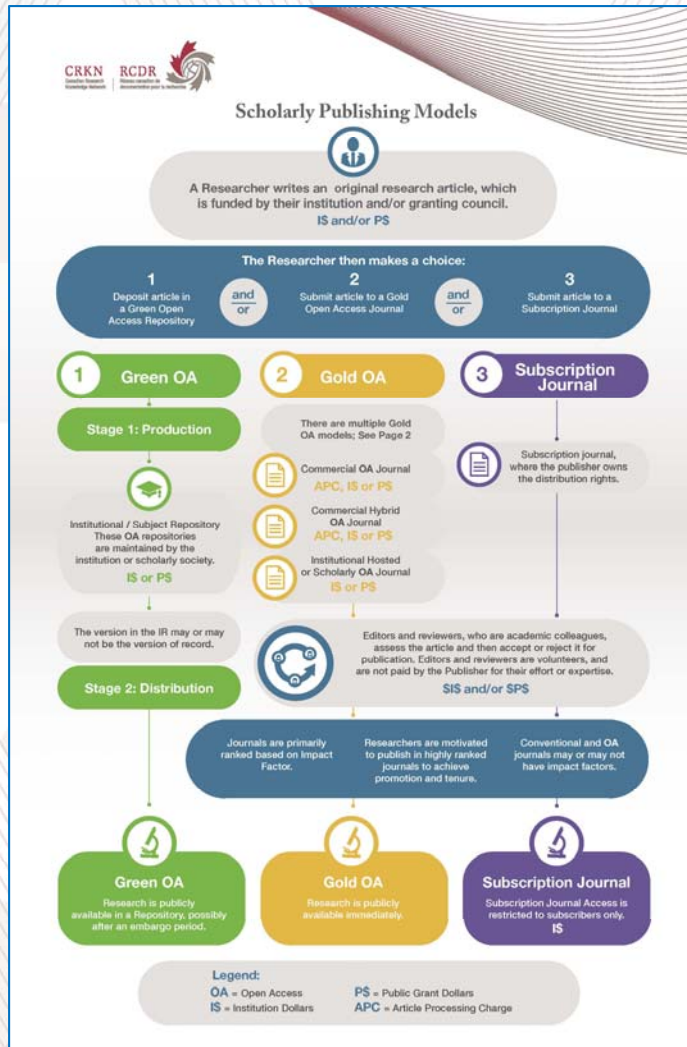 CRKN
Canadian Research
Knowledge Network
RCDR
Réseau canadien de
documentation pour la recherche
Scholarly Publishing Models
A Researcher writes an original research article, which
is funded by their institution and/or granting council.
I$ and/or P$
The Researcher then makes a choice:
1
Deposit article in
a Green Open
Access Repository
and
or
2
Submit article to a Gold
Open Access Journal
and
or
3
Submit article to a
Subscription Journal
1
Green OA
Stage 1: Production
Institutional / Subject Repository
These OA repositories
are maintained by the
institution or scholarly society.
I$ or P$
The version in the IR may or may
not be the version of record.
Stage 2: Distribution
2
Gold OA
There are multiple Gold
OA models; See Page 2
Commercial OA Journal
APC, I$ or P$
Commercial Hybrid
OA Journal
APC, I$ or P$
Institutional Hosted
or Scholarly OA Journal
I$ or P$
3
Subscription
Journal
Subscription journal,
where the publisher owns
the distribution rights.
Editors and reviewers, who are academic colleagues,
assess the article and then accept or reject it for
publication. Editors and reviewers are volunteers, and
are not paid by the Publisher for their effort or expertise.
$I$ and/or $P$
Journals are primarily
ranked based on Impact
Factor.
Researchers are motivated
to publish in highly ranked
journals to achieve
promotion and tenure.
Conventional and OA
journals may or may not
have impact factors.
Green OA
Research is publicly
available in a Repository, possibly
after an embargo period.
Gold OA
Research is publicly
available immediately.
Subscription Journal
Subscription Journal Access is
restricted to subscribers only.
I$
Legend:
OA = Open Access
I$ = Institution Dollars
P$ = Public Grant Dollars
APC = Article Processing Charge